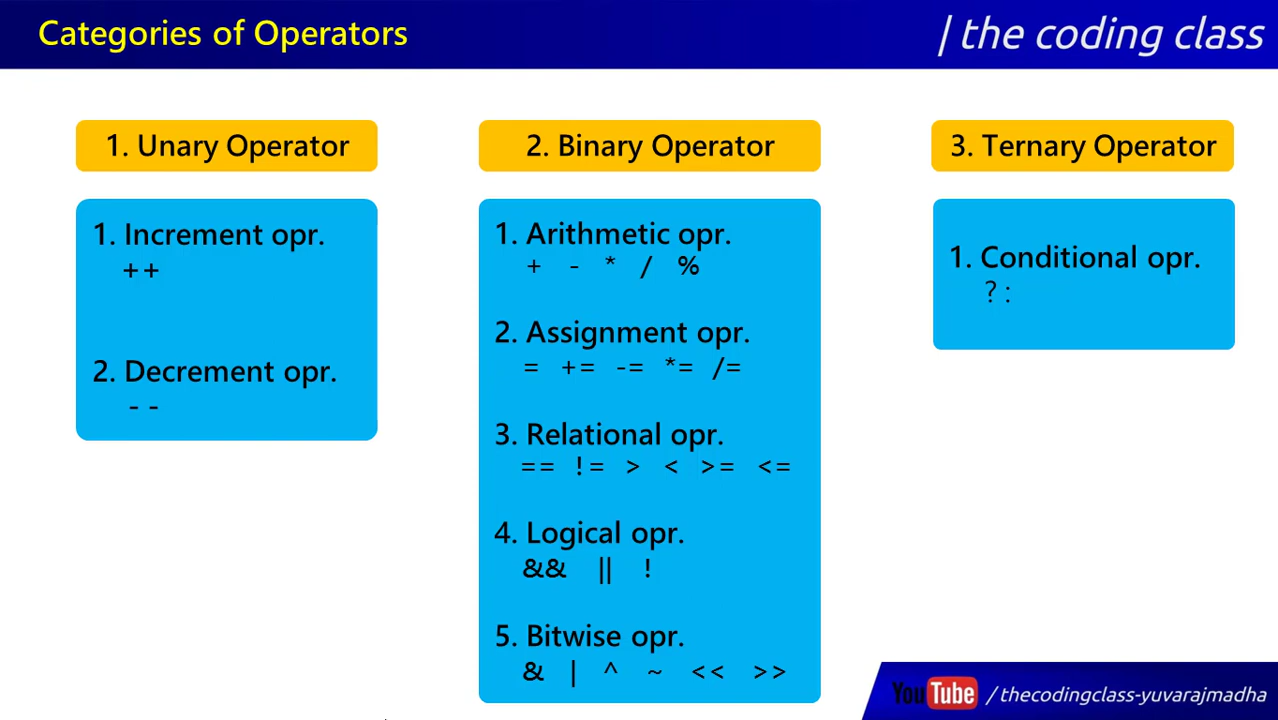 Categories of Operators
| the coding class
1. Unary Operator
1. Increment opr.
++
2. Decrement opr.
- -
2. Binary Operator
1. Arithmetic opr.
+ - * / %
2. Assignment opr.
= += -= *= /=
3. Relational opr.
== != > < >= <=
4. Logical opr.
&& || !
5. Bitwise opr.
& | ^ ~ << >>
3. Ternary Operator
1. Conditional opr.
? :
YouTube / thecodingclass-yuvarajmadha